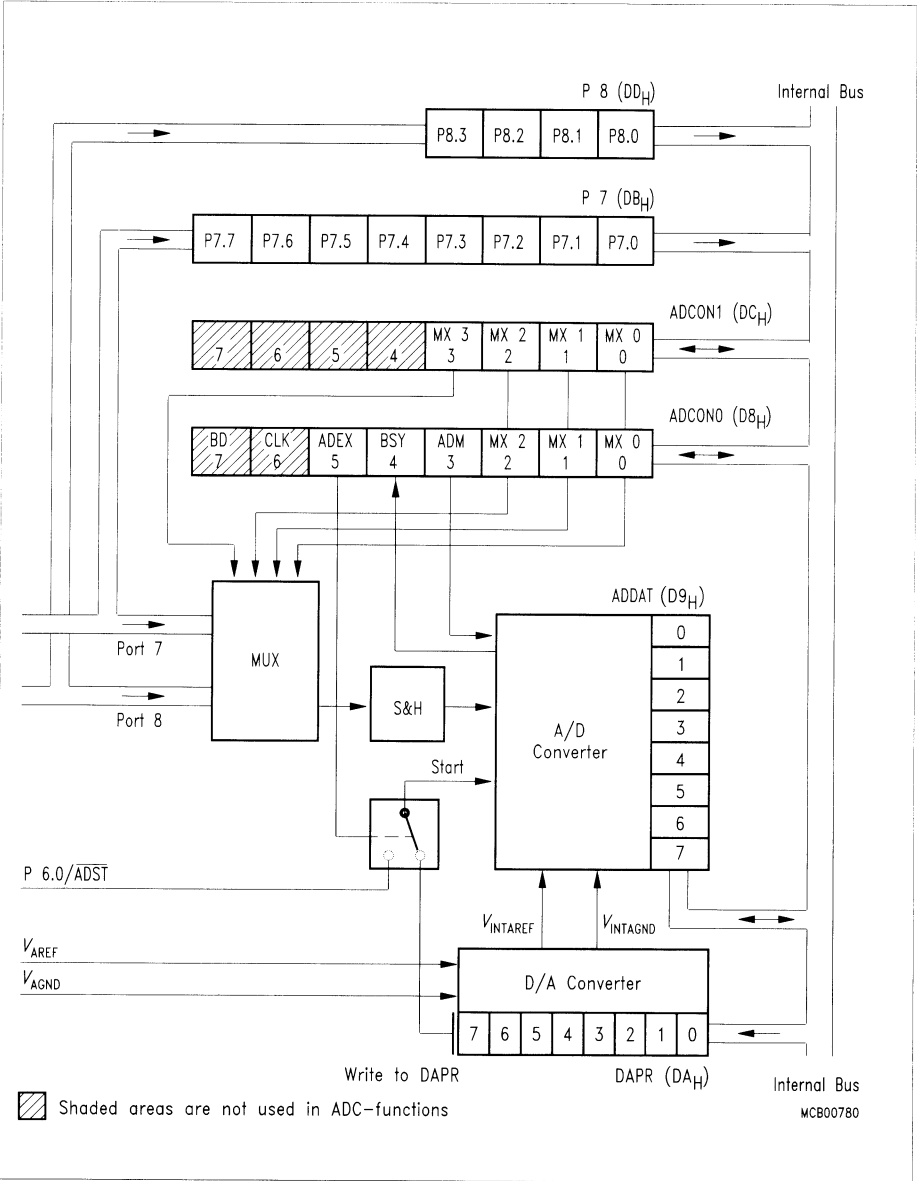 P 8 (DDH)
Internal Bus
P8.3 P8.2 P8.1 P8.0
P 7 (DBH)
P7.7 P7.6 P7.5 P7.4 P7.3 P7.2 P7.1 P7.0
ADCON1 (DCH)
MX 3 MX 2 MX 1 MX 0
7 6 5 4 3 2 1 0
ADCON0 (D8H)
BD CLK ADEX BSY ADM MX 2 MX 1 MX 0
7 6 5 4 3 2 1 0
ADDAT (D9H)
0
1
2
3
4
5
6
7
Port 7
MUX
Port 8
S&H
A/D
Converter
Start
P 6.0/ADST
VINTAREF
VINTAGND
VAREF
VAGND
D/A Converter
7 6 5 4 3 2 1 0
Write to DAPR
DAPR (DAH)
Internal Bus
Shaded areas are not used in ADC-functions
MCB00780